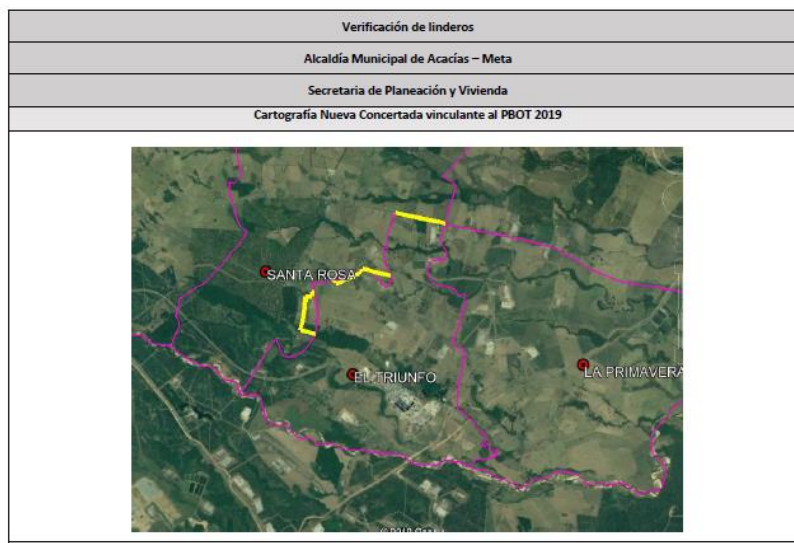 Verificación de linderos
Alcaldía Municipal de Acacías – Meta
Secretaria de Planeación y Vivienda
Cartografía Nueva Concertada vinculante al PBOT 2019
SANTA ROSA
EL TRIUNFO
LA PRIMAVERA